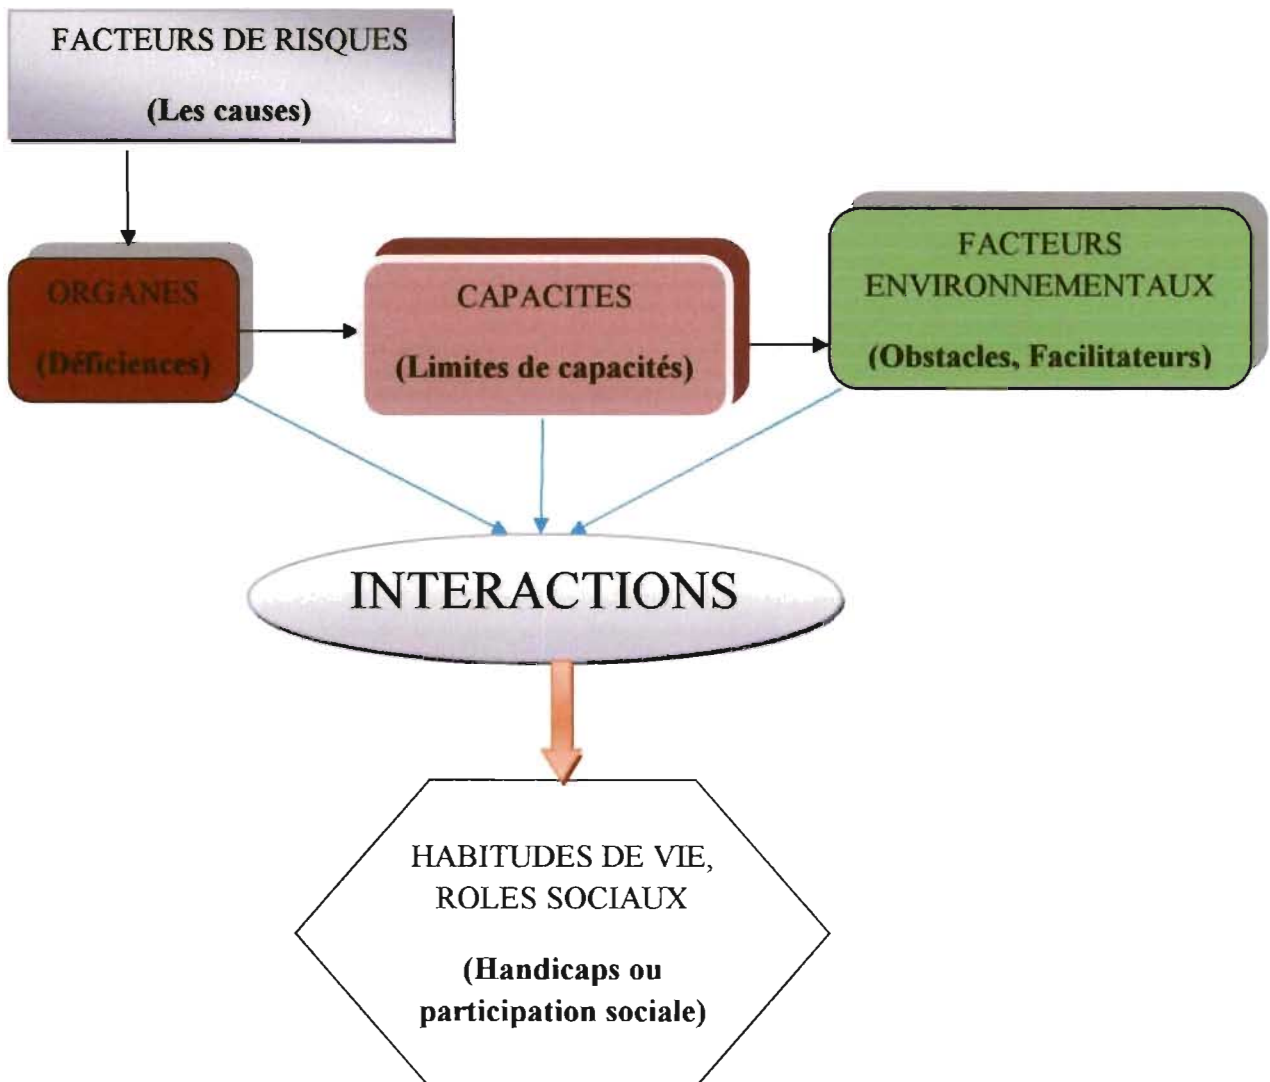 FACTEURS DE RISQUES
(Les causes)
ORGANES
(Déficiences)
CAPACITES
(Limites de capacités)
FACTEURS
ENVIRONNEMENTAUX
(Obstacles, Facilitateurs)
INTERACTIONS
HABITUDES DE VIE,
ROLES SOCIAUX
(Handicaps ou
participation sociale)